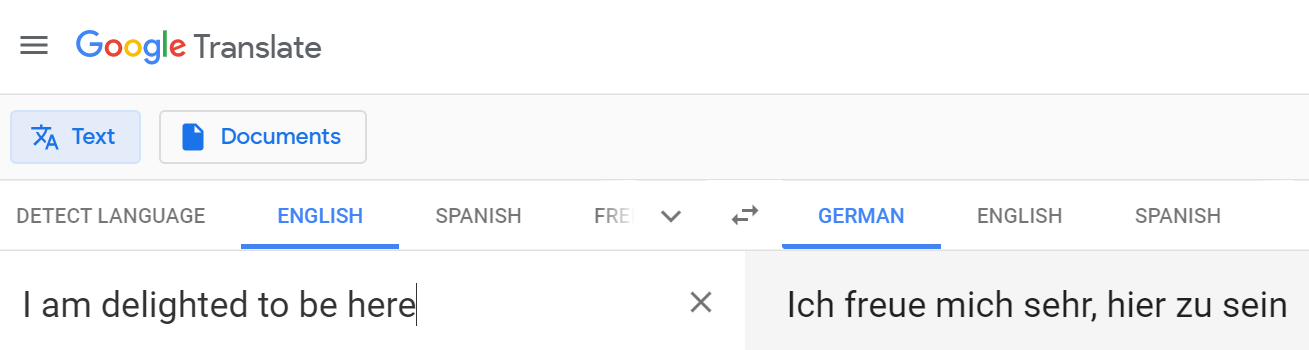 Google Translate
Text Documents
DETECT LANGUAGE ENGLISH SPANISH GERMAN ENGLISH SPANISH
I am delighted to be here Ich freue mich sehr, hier zu sein